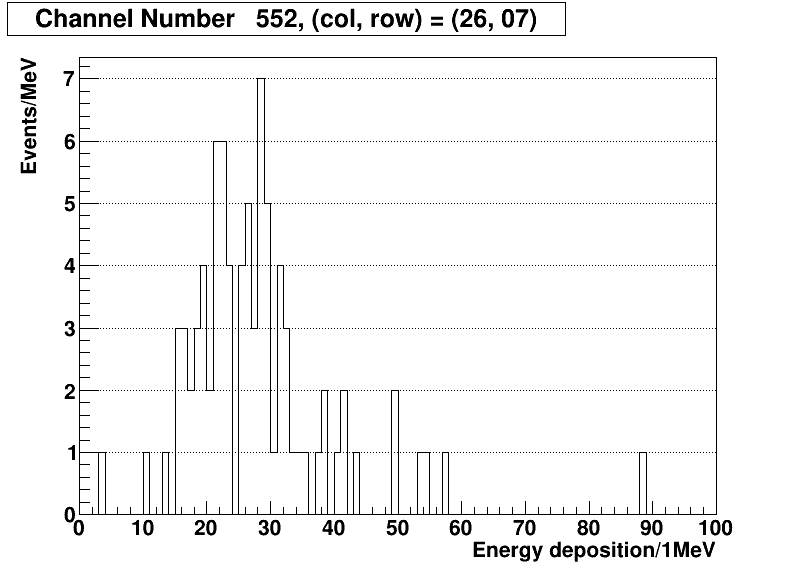 Channel Number 552, (col, row) = (26, 07)
Events/MeV
7
6
5
4
3
2
1
0
0 10 20 30 40 50 60 70 80 90 100
Energy deposition/1MeV